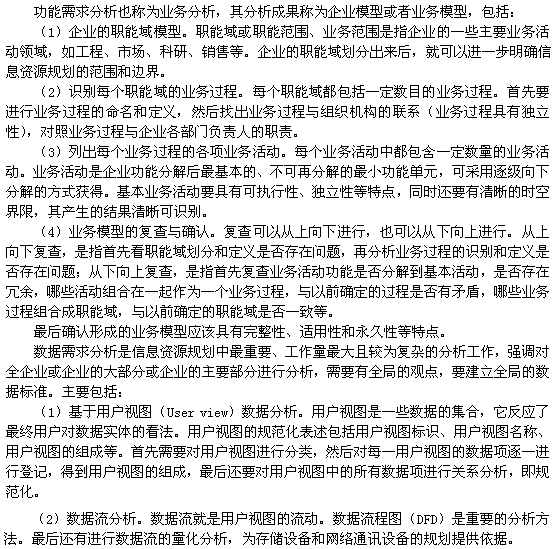 功能需求分析也称为业务分析，其分析成果称为企业模型或者业务模型，包括：
（1）企业的职能域模型。职能域或职能范围、业务范围是指企业的一些主要业务活
动领域，如工程、市场、科研、销售等。企业的职能域划分出来后，就可以进一步明确信
息资源规划的范围和边界。
（2）识别每个职能域的业务过程。每个职能域都包括一定数目的业务过程。首先要
进行业务过程的命名和定义，然后找出业务过程与组织机构的联系（业务过程具有独立
性），对照业务过程与企业各部门负责人的职责。
（3）列出每个业务过程的各项业务活动。每个业务活动中都包含一定数量的业务活
动。业务活动是企业功能分解后最基本的、不可再分解的最小功能单元，可采用逐级向下
分解的方式获得。基本业务活动要具有可执行性、独立性等特点，同时还要有清晰的时空
界限，其产生的结果清晰可识别。
（4）业务模型的复查与确认。复查可以从上向下进行，也可以从下向上进行。从上
向下复查，是指首先看职能域划分和定义是否存在问题，再分析业务过程的识别和定义是
否存在问题；从下向上复查，是指首先复查业务活动功能是否分解到基本活动，是否存在
冗余，哪些活动组合在一起作为一个业务过程，与以前确定的过程是否有矛盾，哪些业务
过程组合成职能域，与以前确定的职能域是否一致等。
最后确认形成的业务模型应该具有完整性、适用性和永久性等特点。
数据需求分析是信息资源规划中最重要、工作量最大且较为复杂的分析工作，强调对
全企业或企业的大部分或企业的主要部分进行分析，需要有全局的观点，要建立全局的数
据标准。主要包括：
（1）基于用户视图（User view）数据分析。用户视图是一些数据的集合，它反应了
最终用户对数据实体的看法。用户视图的规范化表述包括用户视图标识、用户视图名称、
用户视图的组成等。首先需要对用户视图进行分类，然后对每一用户视图的数据项逐一进
行登记，得到用户视图的组成，最后还要对用户视图中的所有数据项进行关系分析，即规
范化。
（2）数据流分析。数据流就是用户视图的流动。数据流程图（DFD）是重要的分析方
法。最后还有进行数据流的量化分析，为存储设备和网络通讯设备的规划提供依据。